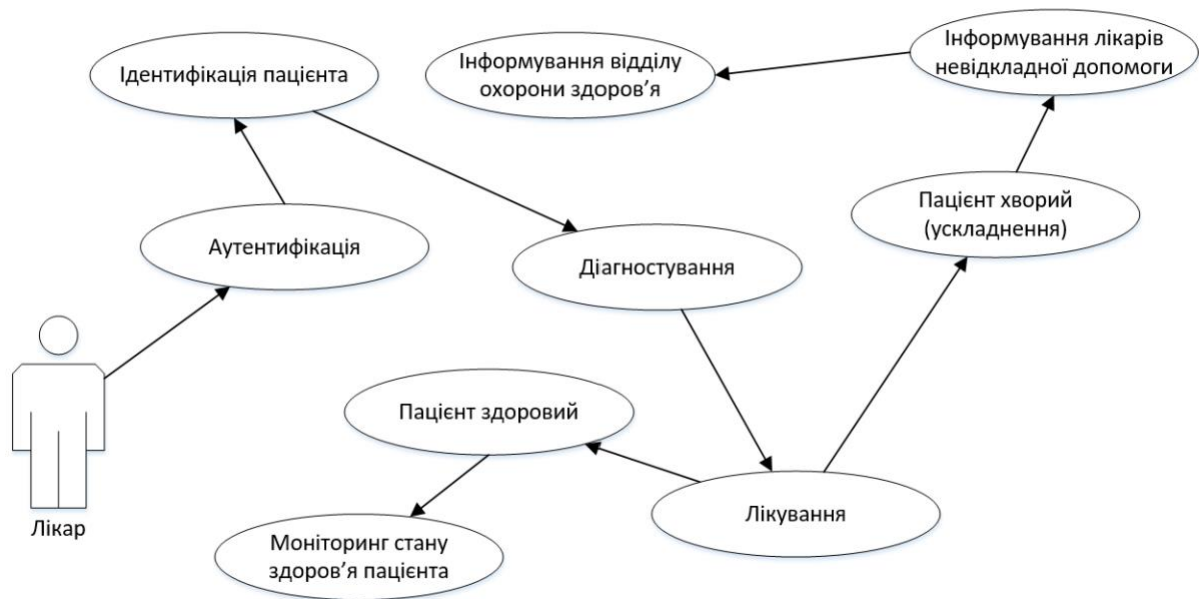 Ідентифікація пацієнта
Інформування відділу
охорони здоров’я
Інформування лікарів
невідкладної допомоги
Аутентифікація
Діагностування
Пацієнт хворий
(ускладнення)
Пацієнт здоровий
Лікування
Лікар
Моніторинг стану
здоров’я пацієнта